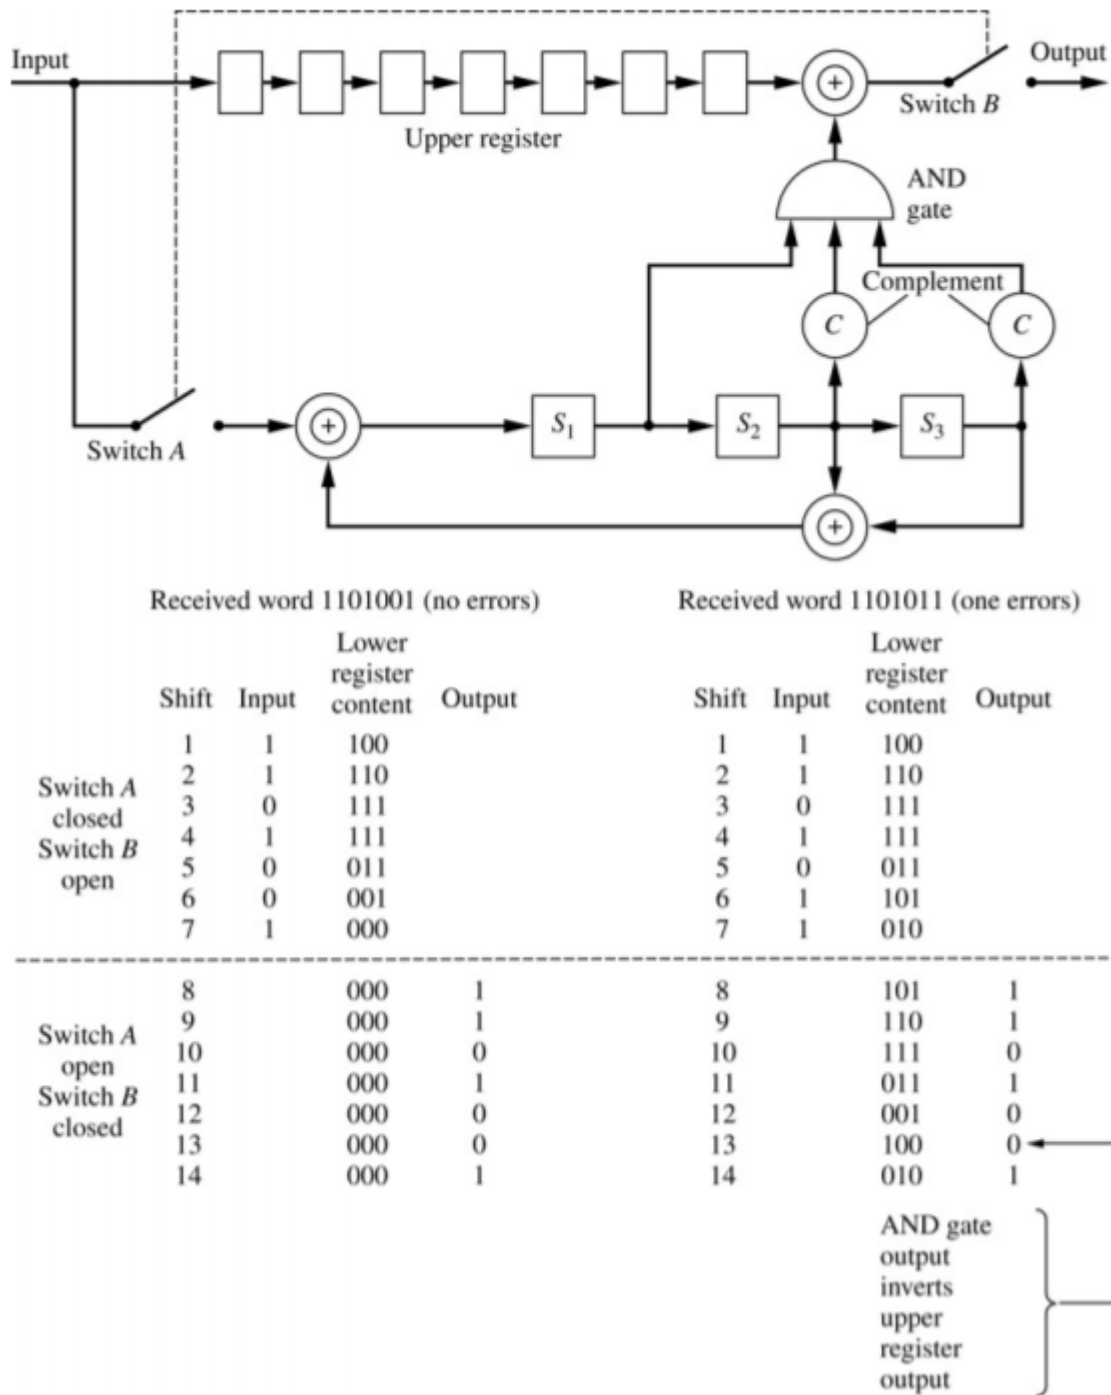 Input
Output
Switch B
Upper register
AND
gate
Complement
C
C
S1
S2
S3
Switch A
Received word 1101001 (no errors)
Received word 1101011 (one errors)
Lower
register
Shift Input content Output
Lower
register
Shift Input content Output
1 1 100
2 1 110
3 0 111
4 1 111
5 0 011
6 0 001
7 1 000
Switch A
closed
Switch B
open
1 1 100
2 1 110
3 0 111
4 1 111
5 0 011
6 1 101
7 1 010
8 000 1
9 000 1
10 000 0
11 000 1
12 000 0
13 000 0
14 000 1
Switch A
open
Switch B
closed
8 101 1
9 110 1
10 111 0
11 011 1
12 001 0
13 100 0
14 010 1
AND gate
output
inverts
upper
register
output